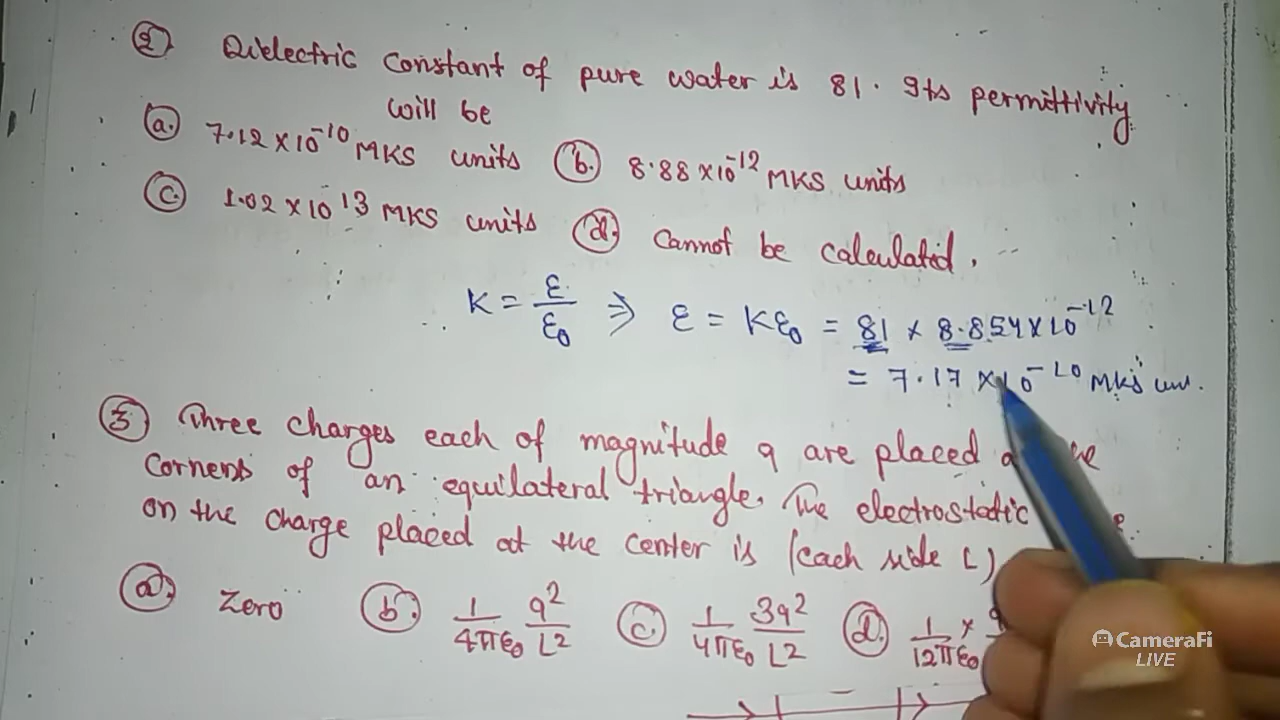 ② Dielectric Constant of pure water is 81. Its permittivity
will be
ⓐ. 7.12 × 10⁻¹⁰ MKS units ⓑ. 8.88 × 10⁻¹² MKS units
ⓒ. 1.02 × 10⁻¹³ MKS units ⓓ. Cannot be calculated.
K = ε/ε₀ ⇒ ε = Kε₀ = 81 × 8.854 × 10⁻¹²
= 7.17 × 10⁻¹⁰ MKS un.
③ Three charges each of magnitude q are placed
corners of an equilateral triangle. The electrostatic
on the charge placed at the center is (each side L)
ⓐ. Zero ⓑ. 1/4πε₀ q²/L² ⓒ. 1/4πε₀ 3q²/L² ⓓ. 1/12πε₀ ×
CameraFi
LIVE